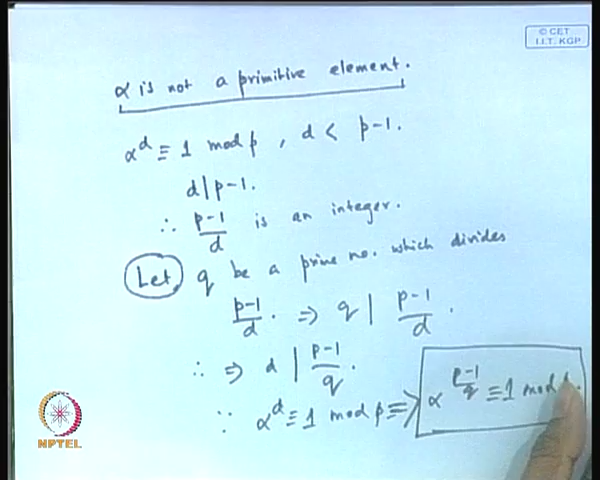 © CET
I.I.T. KGP
α is not a primitive element.
α^d ≡ 1 mod p, d < p-1.
d|p-1.
∴ p-1/d is an integer.
Let q be a prime no. which divides
p-1/d. ⇒ q | p-1/d.
∴ ⇒ d | p-1/q.
∵ α^d ≡ 1 mod p ≡> α^(p-1/q) ≡ 1 mod
NPTEL